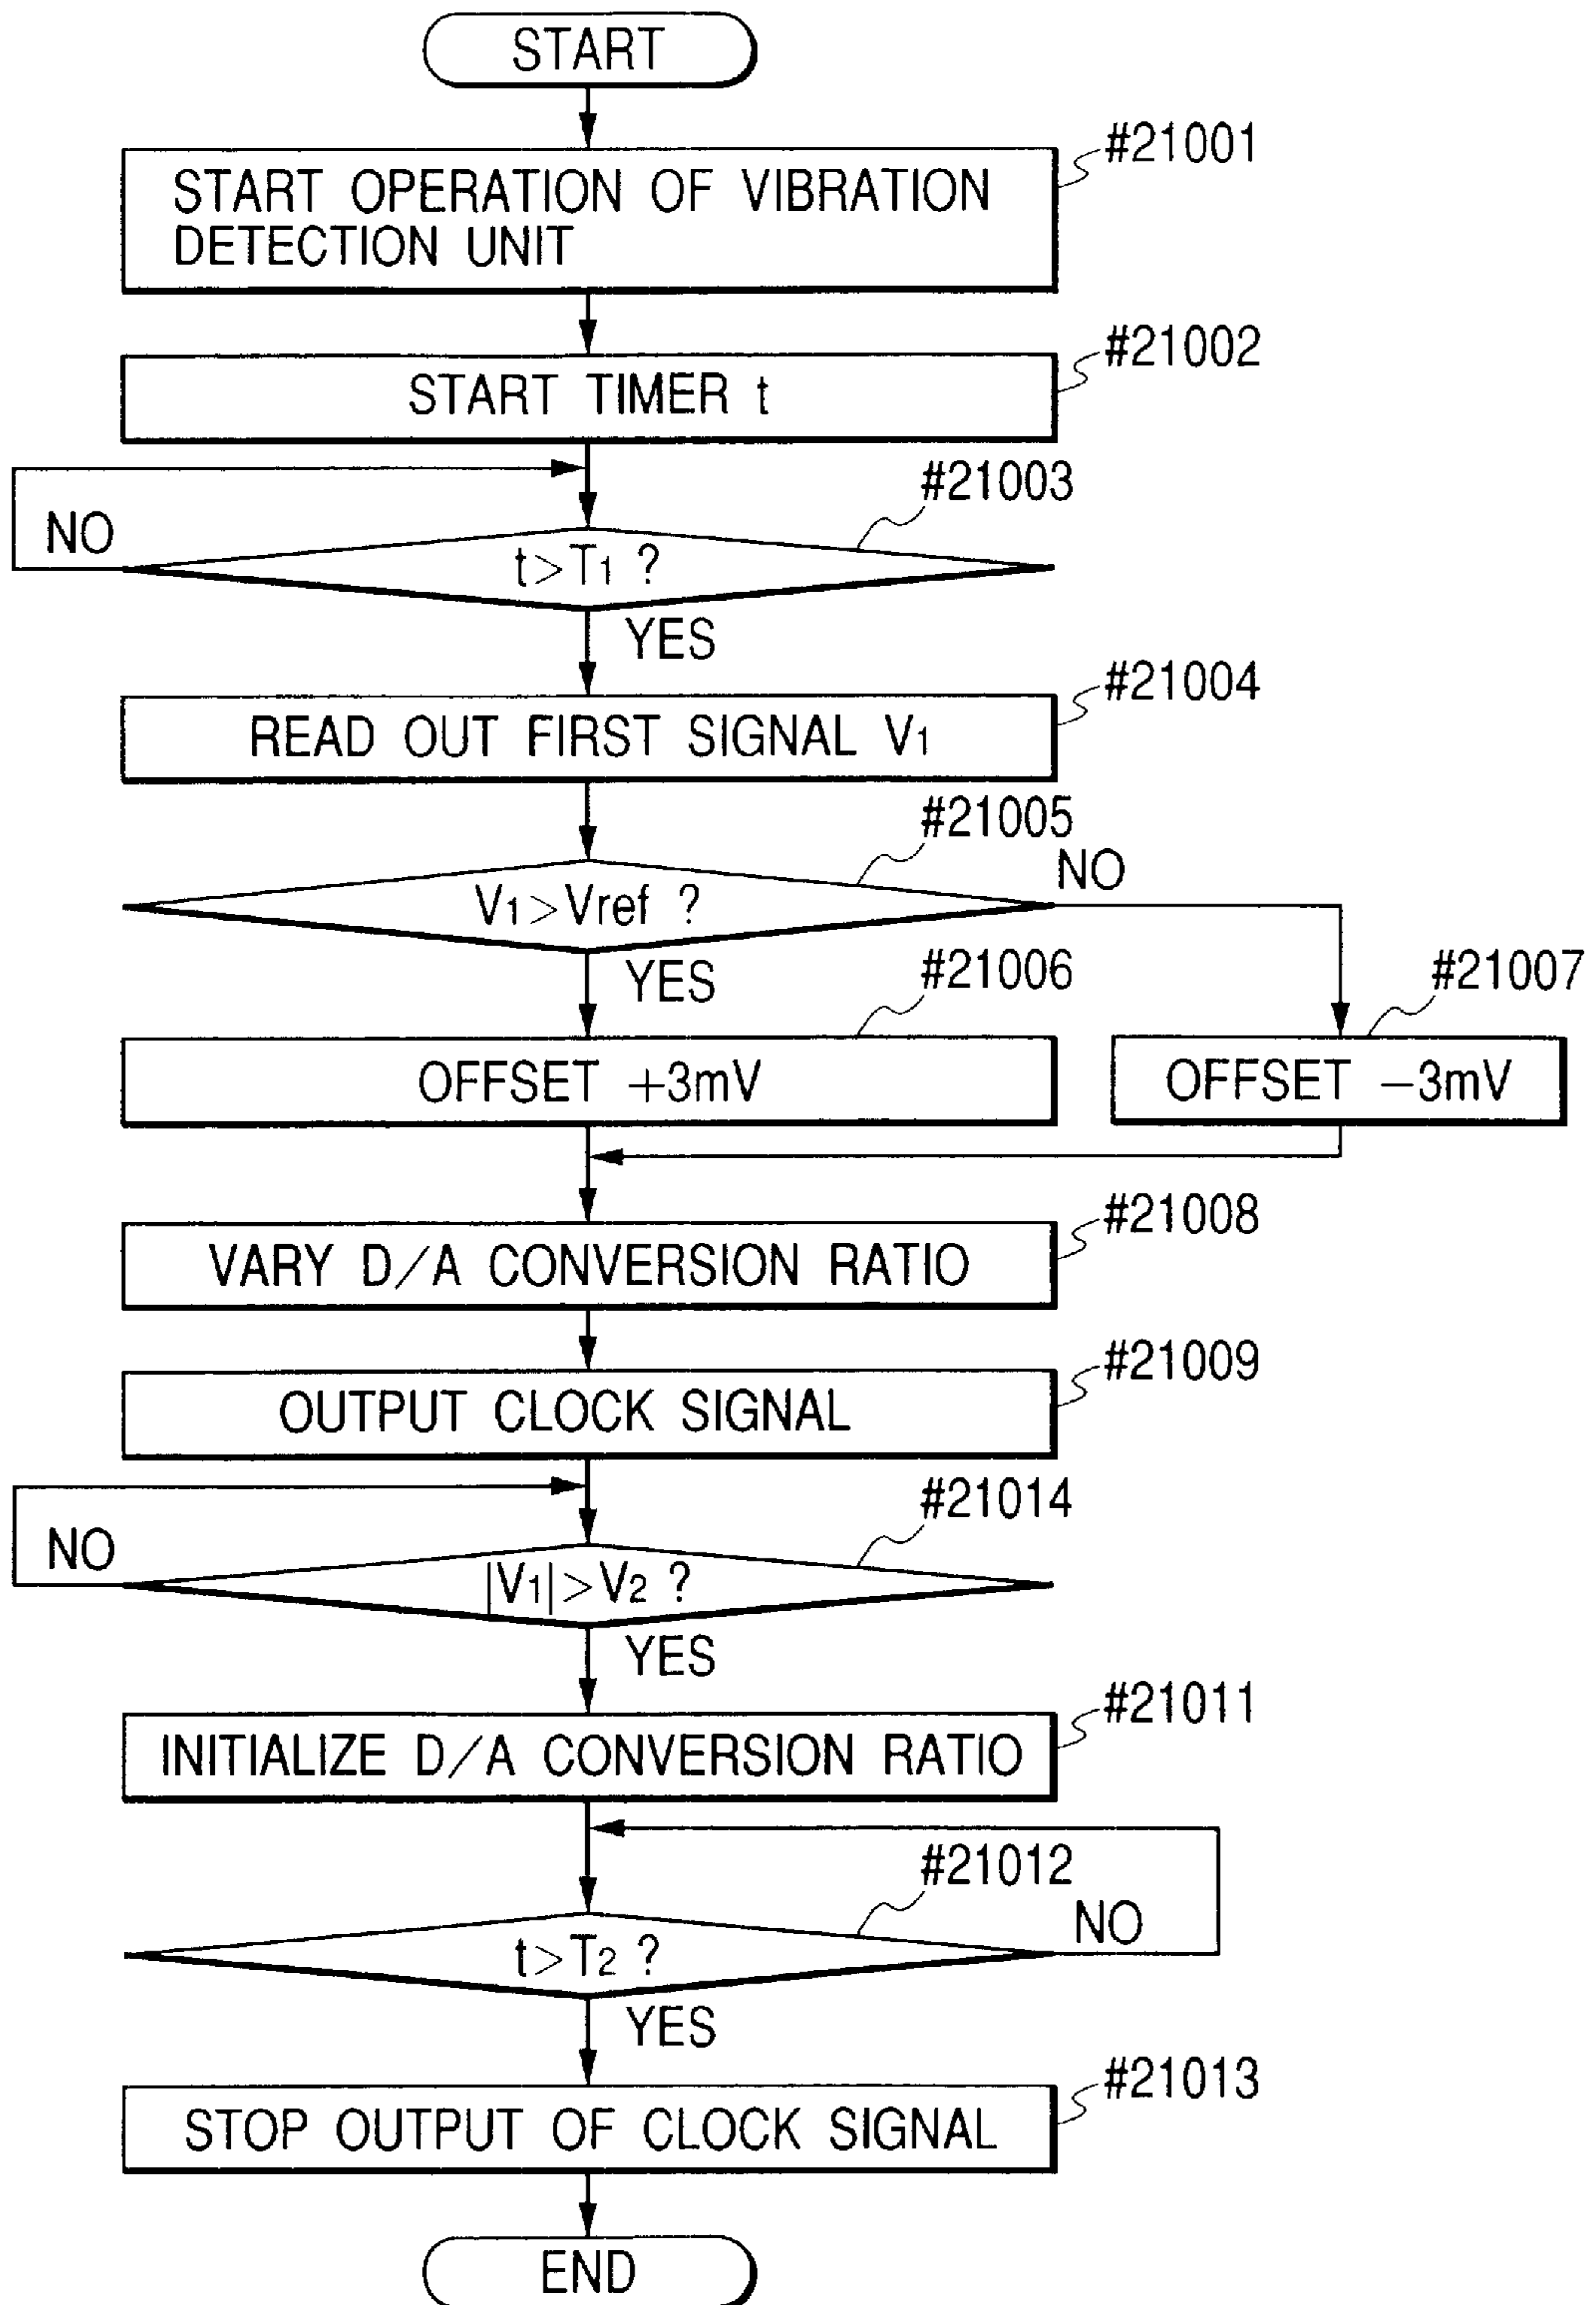 START
#21001
START OPERATION OF VIBRATION
DETECTION UNIT
#21002
START TIMER t
#21003
NO
t>T1 ?
YES
#21004
READ OUT FIRST SIGNAL V1
#21005
NO
V1>Vref ?
YES
#21006
#21007
OFFSET +3mV
OFFSET −3mV
#21008
VARY D/A CONVERSION RATIO
#21009
OUTPUT CLOCK SIGNAL
#21014
NO
|V1|>V2 ?
YES
#21011
INITIALIZE D/A CONVERSION RATIO
#21012
NO
t>T2 ?
YES
#21013
STOP OUTPUT OF CLOCK SIGNAL
END